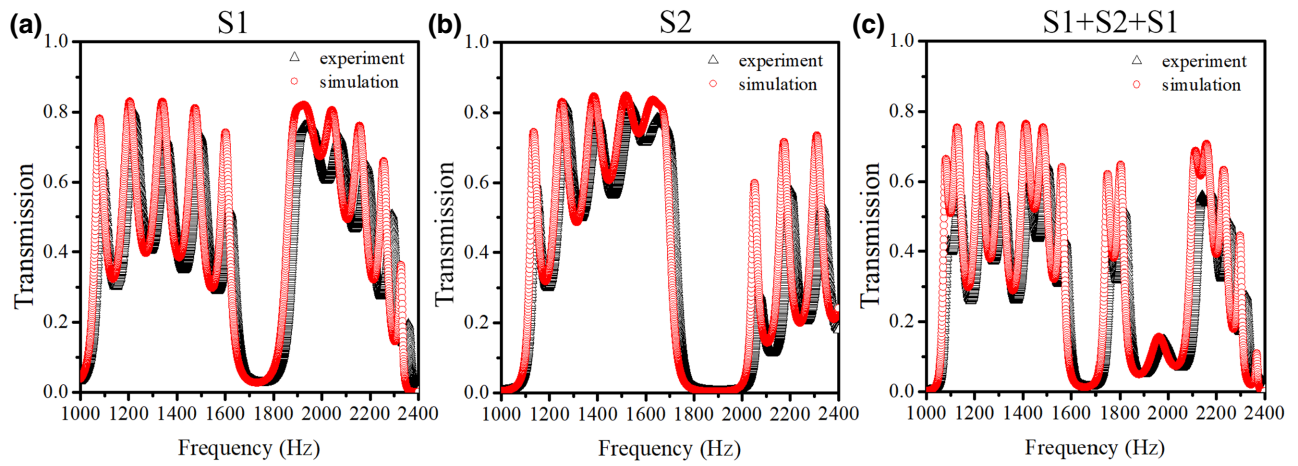 (a) S1
1.0
0.8
0.6
0.4
0.2
0.0
Transmission
△ experiment
○ simulation
1000 1200 1400 1600 1800 2000 2200 2400
Frequency (Hz)
(b) S2
1.0
0.8
0.6
0.4
0.2
0.0
Transmission
△ experiment
○ simulation
1000 1200 1400 1600 1800 2000 2200 2400
Frequency (Hz)
(c) S1+S2+S1
1.0
0.8
0.6
0.4
0.2
0.0
Transmission
△ experiment
○ simulation
1000 1200 1400 1600 1800 2000 2200 2400
Frequency (Hz)